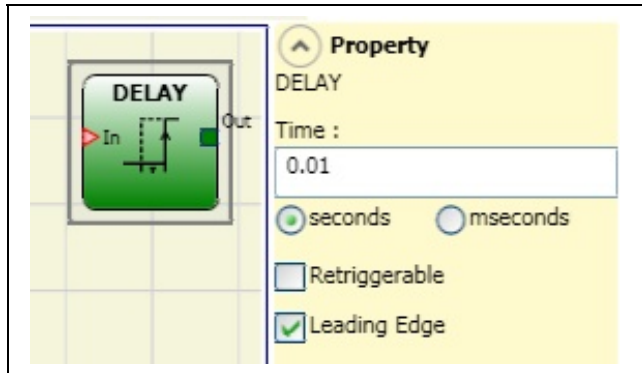 DELAY
In
Out
Property
DELAY
Time :
0.01
seconds mseconds
Retriggerable
Leading Edge